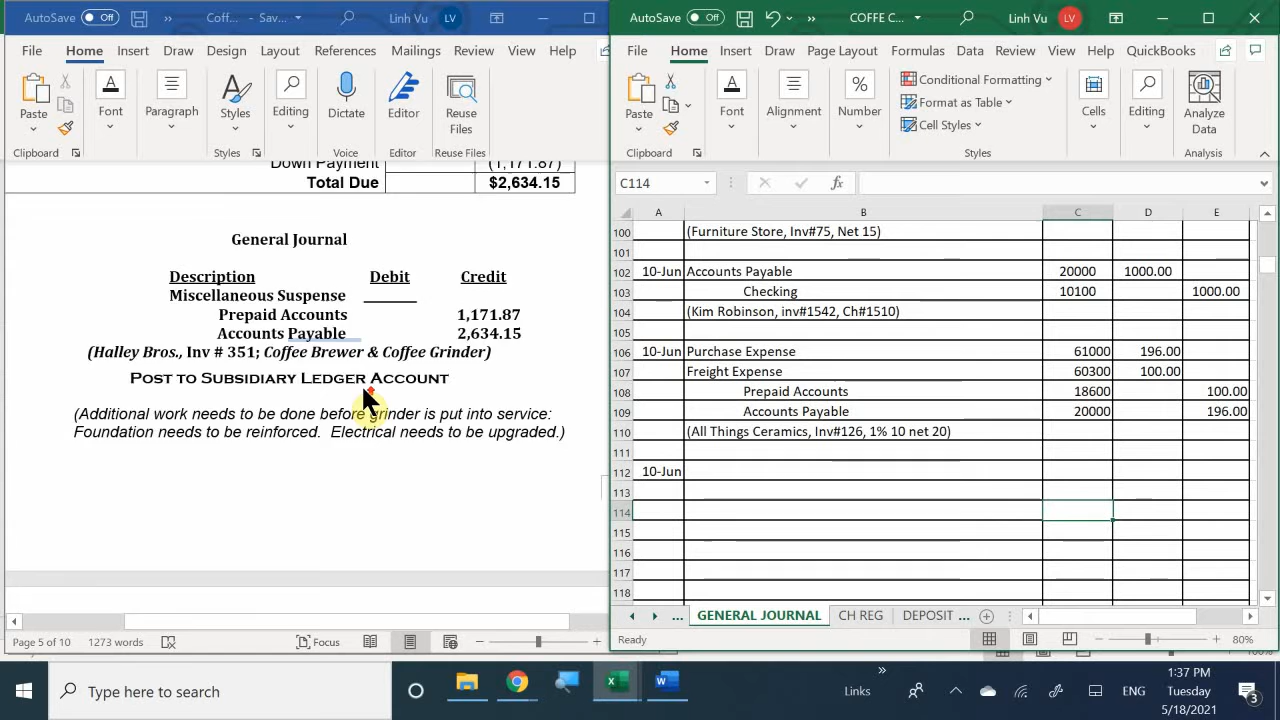 AutoSave Off Coff... - Sav... Linh Vu LV
File Home Insert Draw Design Layout References Mailings Review View Help
Paste Font Paragraph Styles Editing Dictate Editor Reuse Files
Clipboard Styles Voice Editor Reuse Files
Down Payment (1,171.87)
Total Due $2,634.15
General Journal
Description Debit Credit
Miscellaneous Suspense
Prepaid Accounts 1,171.87
Accounts Payable 2,634.15
(Halley Bros., Inv # 351; Coffee Brewer & Coffee Grinder)
Post to Subsidiary Ledger Account
(Additional work needs to be done before grinder is put into service:
Foundation needs to be reinforced. Electrical needs to be upgraded.)
Page 5 of 10 1273 words Focus
AutoSave Off COFFE C... Linh Vu LV
File Home Insert Draw Page Layout Formulas Data Review View Help QuickBooks
Paste Font Alignment Number Conditional Formatting Format as Table Cell Styles Cells Editing Analyze Data
Clipboard Styles Analysis
C114 fx
A B C D E
100 (Furniture Store, Inv#75, Net 15)
101
102 10-Jun Accounts Payable 20000 1000.00
103 Checking 10100 1000.00
104 (Kim Robinson, inv#1542, Ch#1510)
105
106 10-Jun Purchase Expense 61000 196.00
107 Freight Expense 60300 100.00
108 Prepaid Accounts 18600 100.00
109 Accounts Payable 20000 196.00
110 (All Things Ceramics, Inv#126, 1% 10 net 20)
111
112 10-Jun
113
114
115
116
117
118
... GENERAL JOURNAL CH REG DEPOSIT ...
Ready 80%
Type here to search
Links ENG
1:37 PM
Tuesday
5/18/2021
3